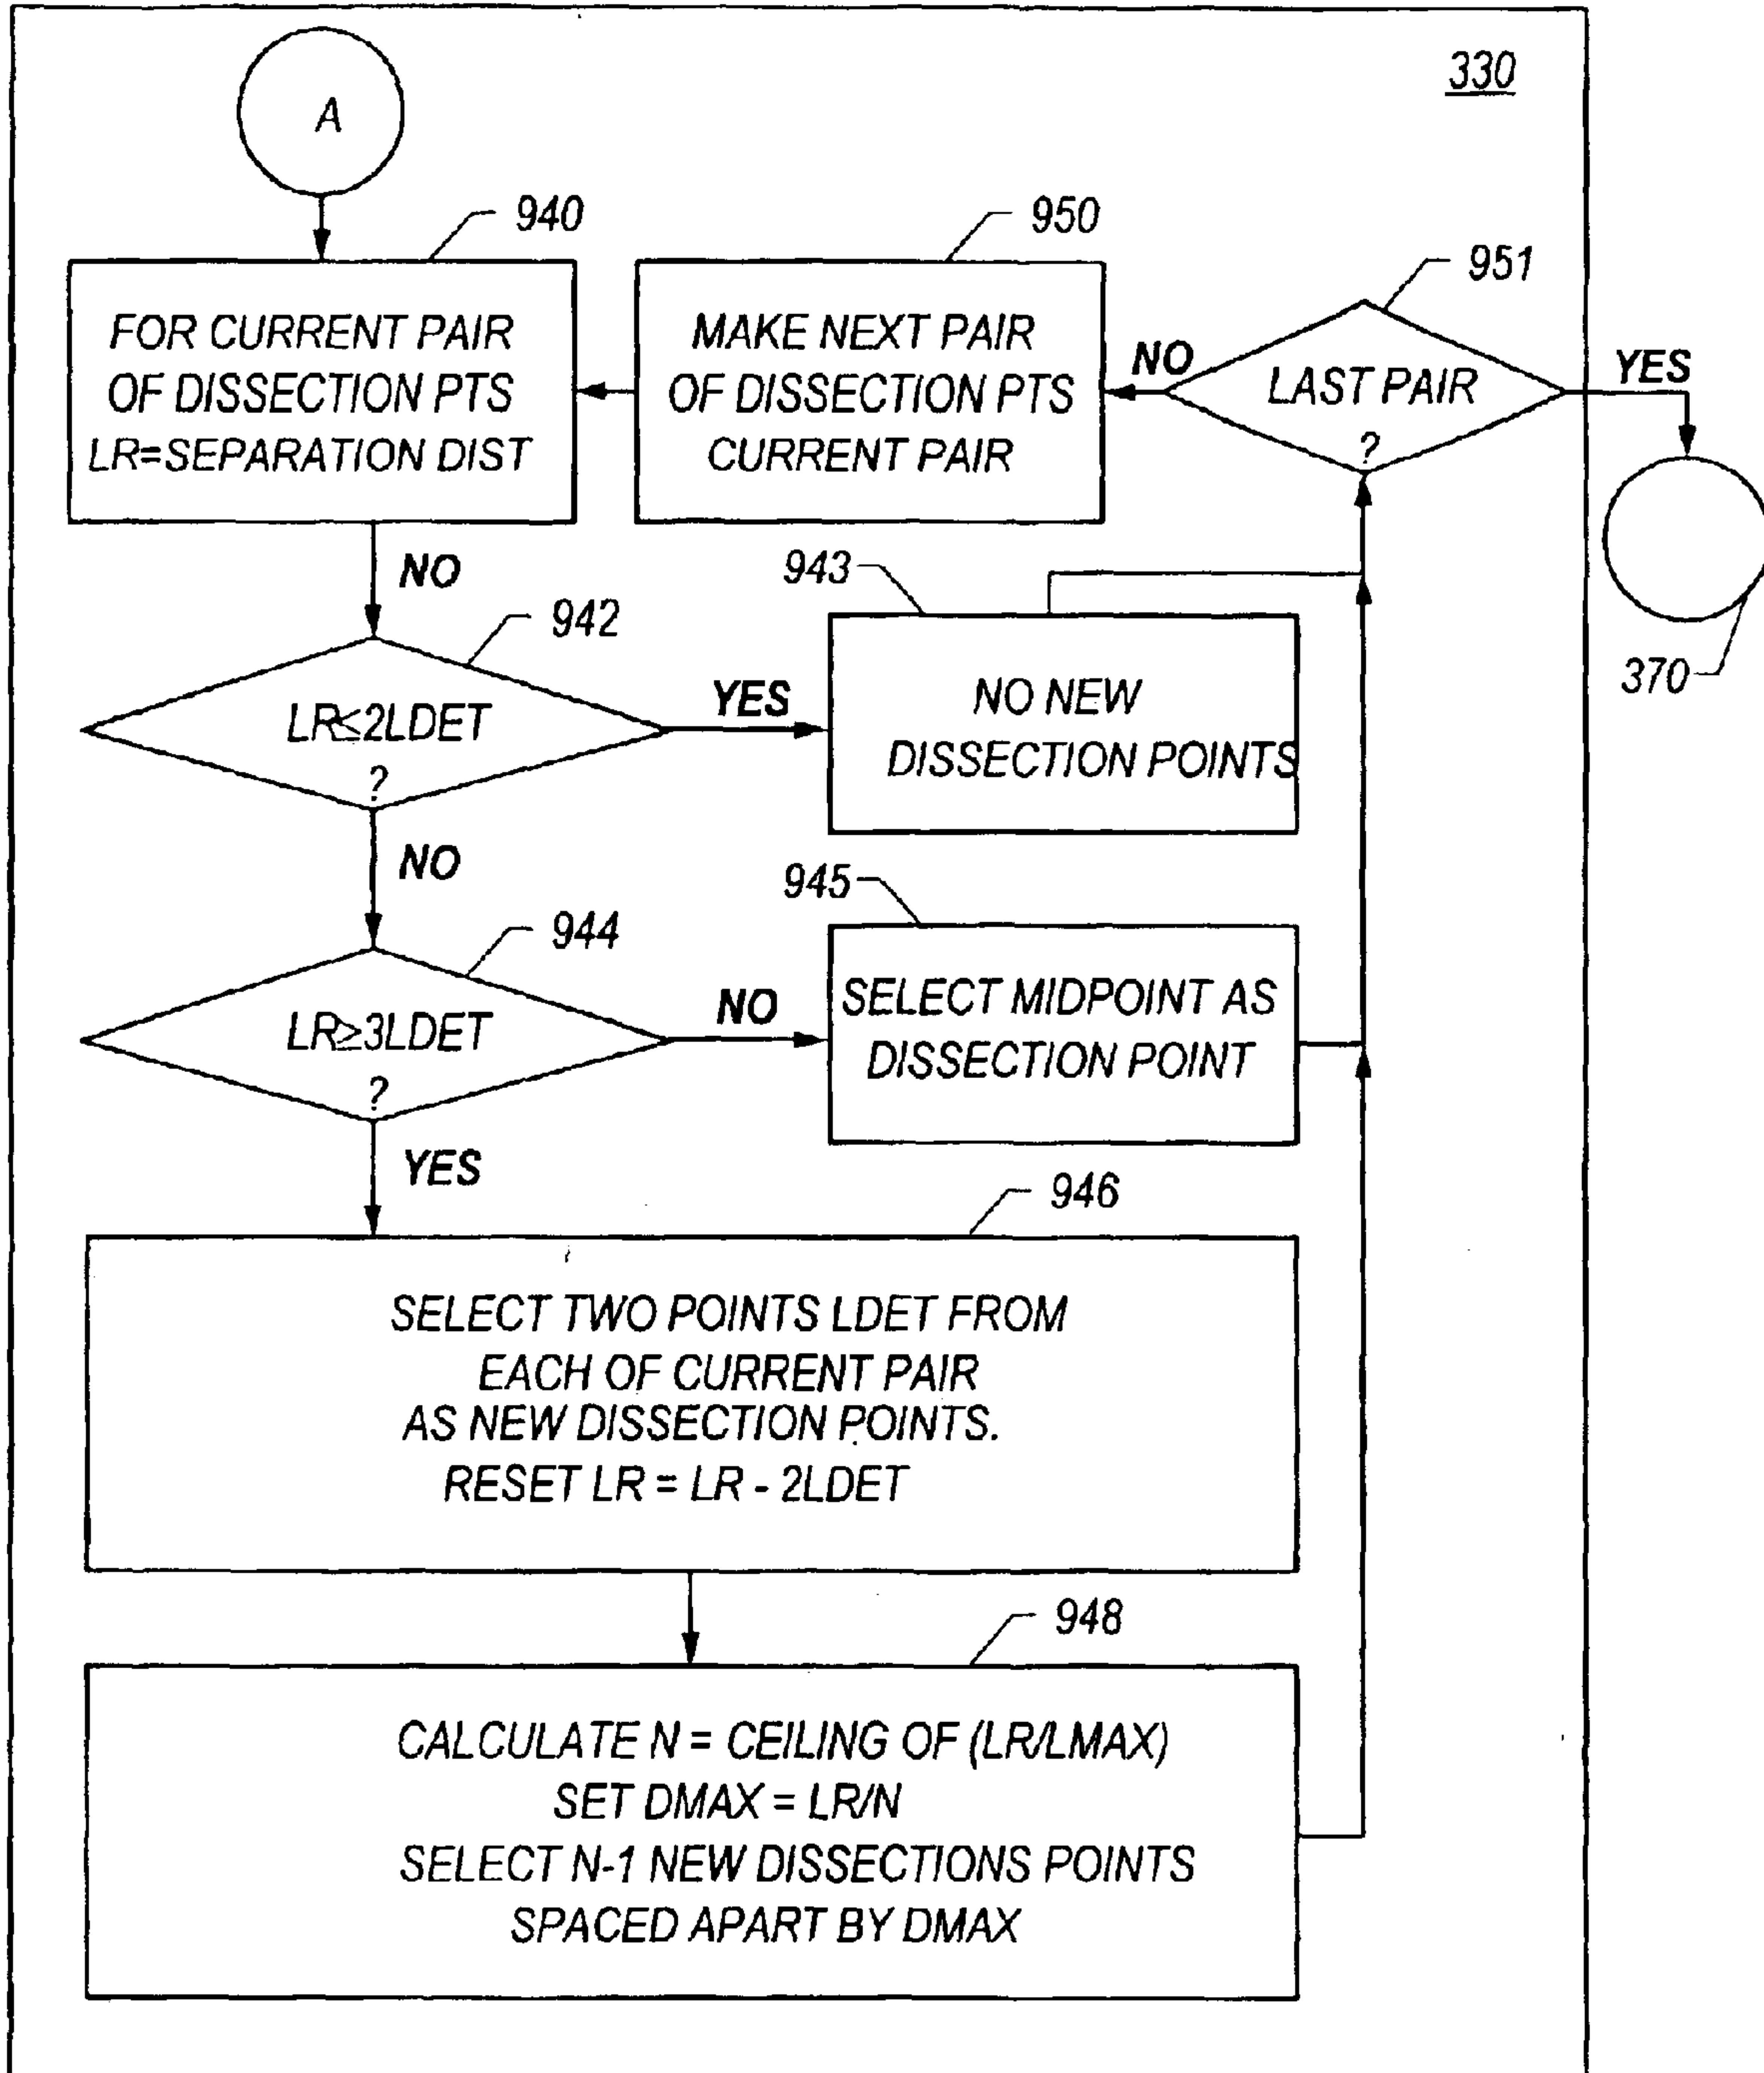 330
A
940
950
951
FOR CURRENT PAIR
OF DISSECTION PTS
LR=SEPARATION DIST
MAKE NEXT PAIR
OF DISSECTION PTS
CURRENT PAIR
NO
LAST PAIR
?
YES
370
NO
942
LR≤2LDET
?
YES
943
NO NEW
DISSECTION POINTS
NO
944
LR≥3LDET
?
NO
945
SELECT MIDPOINT AS
DISSECTION POINT
YES
946
SELECT TWO POINTS LDET FROM
EACH OF CURRENT PAIR
AS NEW DISSECTION POINTS.
RESET LR = LR - 2LDET
948
CALCULATE N = CEILING OF (LR/LMAX)
SET DMAX = LR/N
SELECT N-1 NEW DISSECTIONS POINTS
SPACED APART BY DMAX